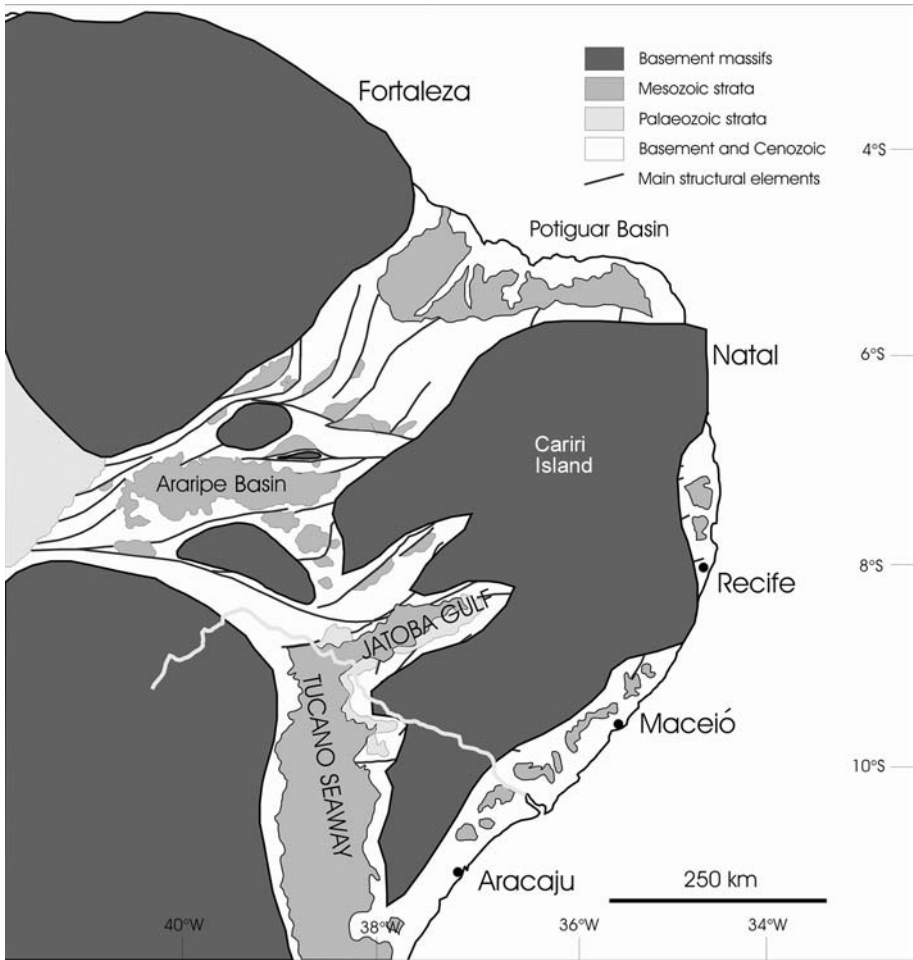 Basement massifs
Mesozoic strata
Palaeozoic strata
Basement and Cenozoic
Main structural elements
Fortaleza
4°S
Potiguar Basin
Natal
6°S
Cariri
Island
Araripe Basin
8°S
Recife
JATOBA GULF
TUCANO SEAWAY
Maceió
10°S
Aracaju
250 km
40°W
38°W
36°W
34°W